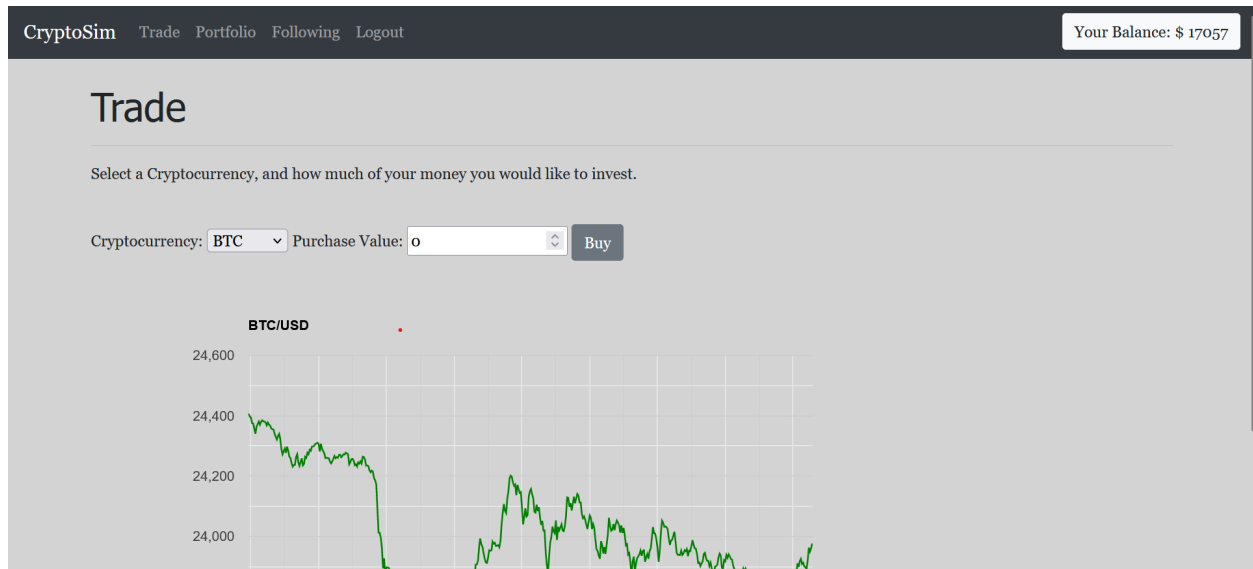 CryptoSim Trade Portfolio Following Logout Your Balance: $ 17057
Trade
Select a Cryptocurrency, and how much of your money you would like to invest.
Cryptocurrency: BTC Purchase Value: 0 Buy
BTC/USD
24,600
24,400
24,200
24,000